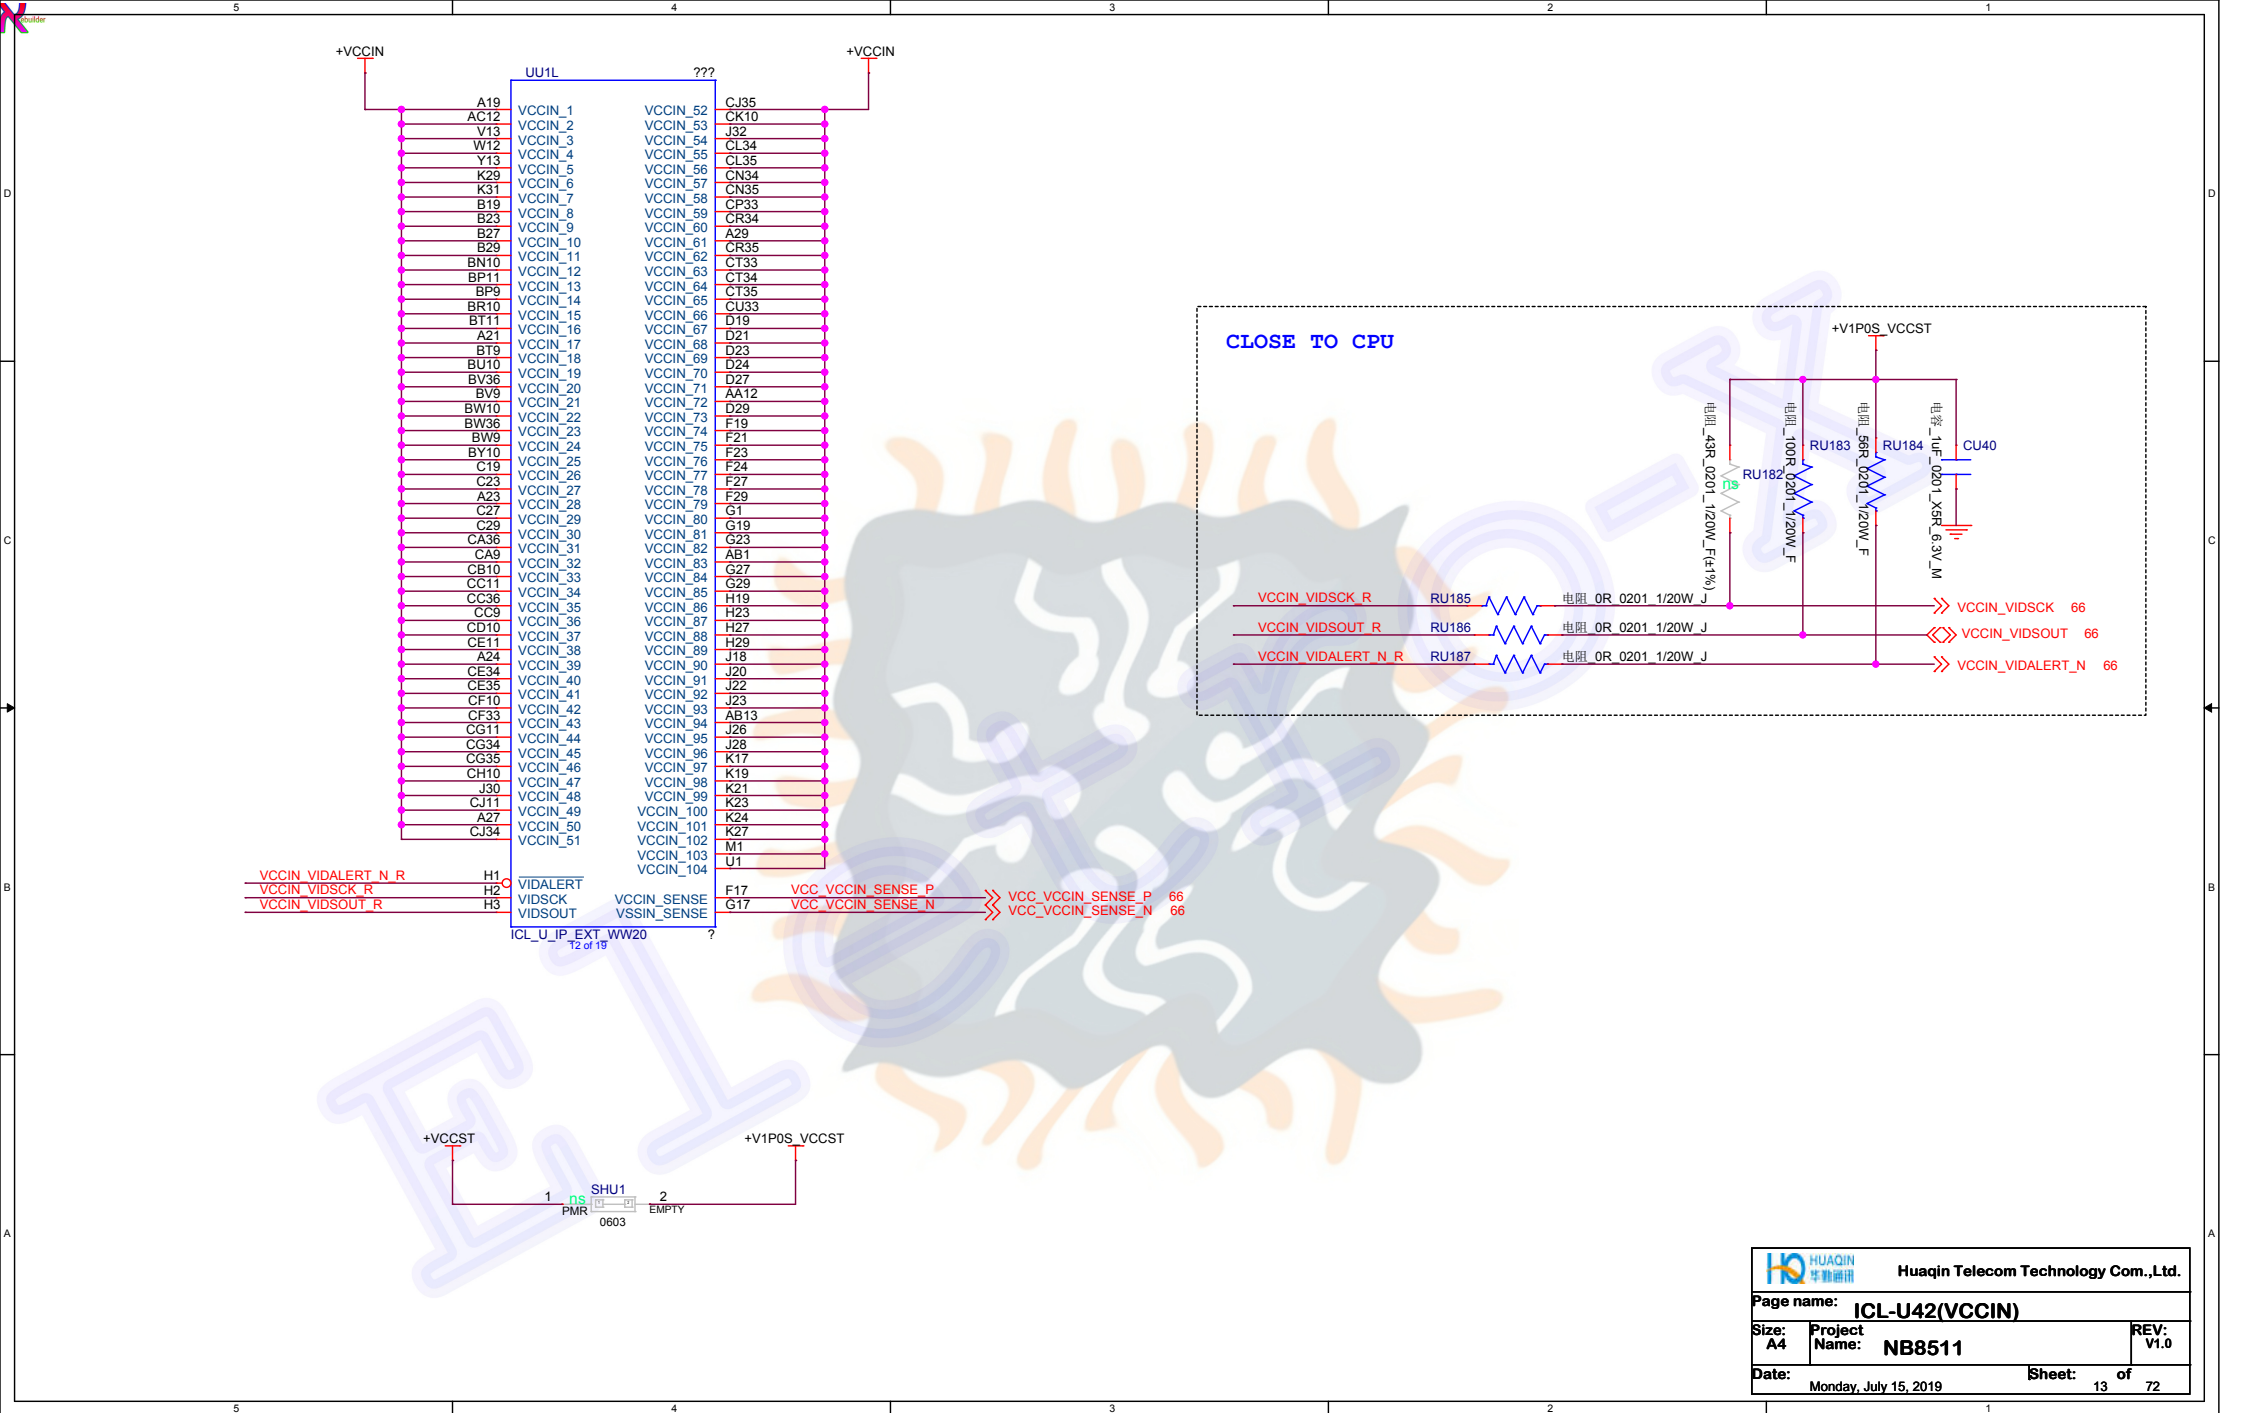 5 4 3 2 1
ebuilder
+VCCIN +VCCIN
UU1L ???
A19 VCCIN_1 VCCIN_52 CJ35
AC12 VCCIN_2 VCCIN_53 CK10
V13 VCCIN_3 VCCIN_54 J32
W12 VCCIN_4 VCCIN_55 CL34
Y13 VCCIN_5 VCCIN_56 CL35
K29 VCCIN_6 VCCIN_57 CN34
K31 VCCIN_7 VCCIN_58 CN35
B19 VCCIN_8 VCCIN_59 CP33
B23 VCCIN_9 VCCIN_60 CR34
B27 VCCIN_10 VCCIN_61 A29
B29 VCCIN_11 VCCIN_62 CR35
BN10 VCCIN_12 VCCIN_63 CT33
BP11 VCCIN_13 VCCIN_64 CT34
BP9 VCCIN_14 VCCIN_65 CT35
BR10 VCCIN_15 VCCIN_66 CU33
BT11 VCCIN_16 VCCIN_67 D19
A21 VCCIN_17 VCCIN_68 D21
BT9 VCCIN_18 VCCIN_69 D23
BU10 VCCIN_19 VCCIN_70 D24
BV36 VCCIN_20 VCCIN_71 D27
BV9 VCCIN_21 VCCIN_72 AA12
BW10 VCCIN_22 VCCIN_73 D29
BW36 VCCIN_23 VCCIN_74 F19
BW9 VCCIN_24 VCCIN_75 F21
BY10 VCCIN_25 VCCIN_76 F23
C19 VCCIN_26 VCCIN_77 F24
C23 VCCIN_27 VCCIN_78 F27
A23 VCCIN_28 VCCIN_79 F29
C27 VCCIN_29 VCCIN_80 G1
C29 VCCIN_30 VCCIN_81 G19
CA36 VCCIN_31 VCCIN_82 G23
CA9 VCCIN_32 VCCIN_83 AB1
CB10 VCCIN_33 VCCIN_84 G27
CC11 VCCIN_34 VCCIN_85 G29
CC36 VCCIN_35 VCCIN_86 H19
CC9 VCCIN_36 VCCIN_87 H23
CD10 VCCIN_37 VCCIN_88 H27
CE11 VCCIN_38 VCCIN_89 H29
A24 VCCIN_39 VCCIN_90 J18
CE34 VCCIN_40 VCCIN_91 J20
CE35 VCCIN_41 VCCIN_92 J22
CF10 VCCIN_42 VCCIN_93 J23
CF33 VCCIN_43 VCCIN_94 AB13
CG11 VCCIN_44 VCCIN_95 J26
CG34 VCCIN_45 VCCIN_96 J28
CG35 VCCIN_46 VCCIN_97 K17
CH10 VCCIN_47 VCCIN_98 K19
J30 VCCIN_48 VCCIN_99 K21
CJ11 VCCIN_49 VCCIN_100 K23
A27 VCCIN_50 VCCIN_101 K24
CJ34 VCCIN_51 VCCIN_102 K27
VCCIN_103 M1
VCCIN_104 U1
VCCIN_VIDALERT_N_R H1 VIDALERT
VCCIN_VIDSCK_R H2 VIDSCK VCCIN_SENSE F17 VCC_VCCIN_SENSE_P VCC_VCCIN_SENSE_P 66
VCCIN_VIDSOUT_R H3 VIDSOUT VSSIN_SENSE G17 VCC_VCCIN_SENSE_N VCC_VCCIN_SENSE_N 66
ICL_U_IP_EXT_WW20 ?
12 of 19
CLOSE TO CPU
+V1P0S_VCCST
电阻_43R_0201_1/20W_F(±1%)
RU182
ns
电阻_100R_0201_1/20W_F
RU183
电阻_56R_0201_1/20W_F
RU184
电容_1uF_0201_X5R_6.3V_M
CU40
VCCIN_VIDSCK_R RU185 电阻_0R_0201_1/20W_J VCCIN_VIDSCK 66
VCCIN_VIDSOUT_R RU186 电阻_0R_0201_1/20W_J VCCIN_VIDSOUT 66
VCCIN_VIDALERT_N_R RU187 电阻_0R_0201_1/20W_J VCCIN_VIDALERT_N 66
+VCCST +V1P0S_VCCST
SHU1
1 ns 2
PMR EMPTY
0603
D D
C C
B B
A A
HQ HUAQIN 华勤通讯 Huaqin Telecom Technology Com.,Ltd.
Page name: ICL-U42(VCCIN)
Size: A4 Project Name: NB8511 REV: V1.0
Date: Monday, July 15, 2019 Sheet: 13 of 72
5 4 3 2 1